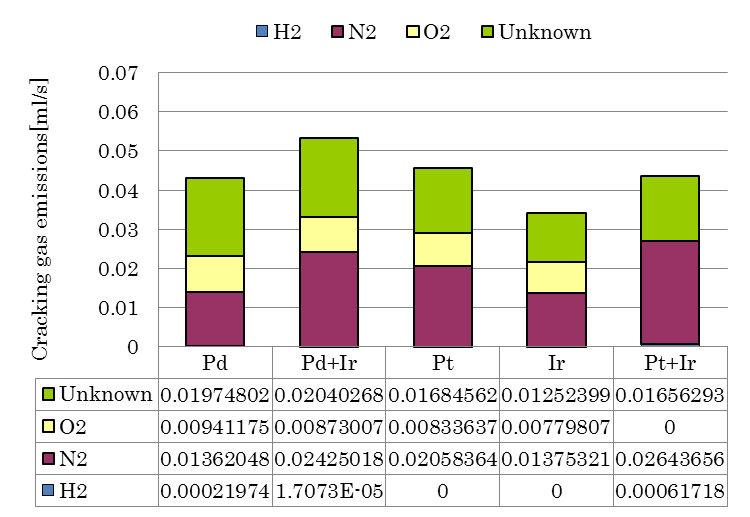 H2 N2 O2 Unknown
Cracking gas emissions[ml/s]
0.07
0.06
0.05
0.04
0.03
0.02
0.01
0
Pd Pd+Ir Pt Ir Pt+Ir
Unknown 0.01974802 0.02040268 0.01684562 0.01252399 0.01656293
O2 0.00941175 0.00873007 0.00833637 0.00779807 0
N2 0.01362048 0.02425018 0.02058364 0.01375321 0.02643656
H2 0.00021974 1.7073E-05 0 0 0.00061718